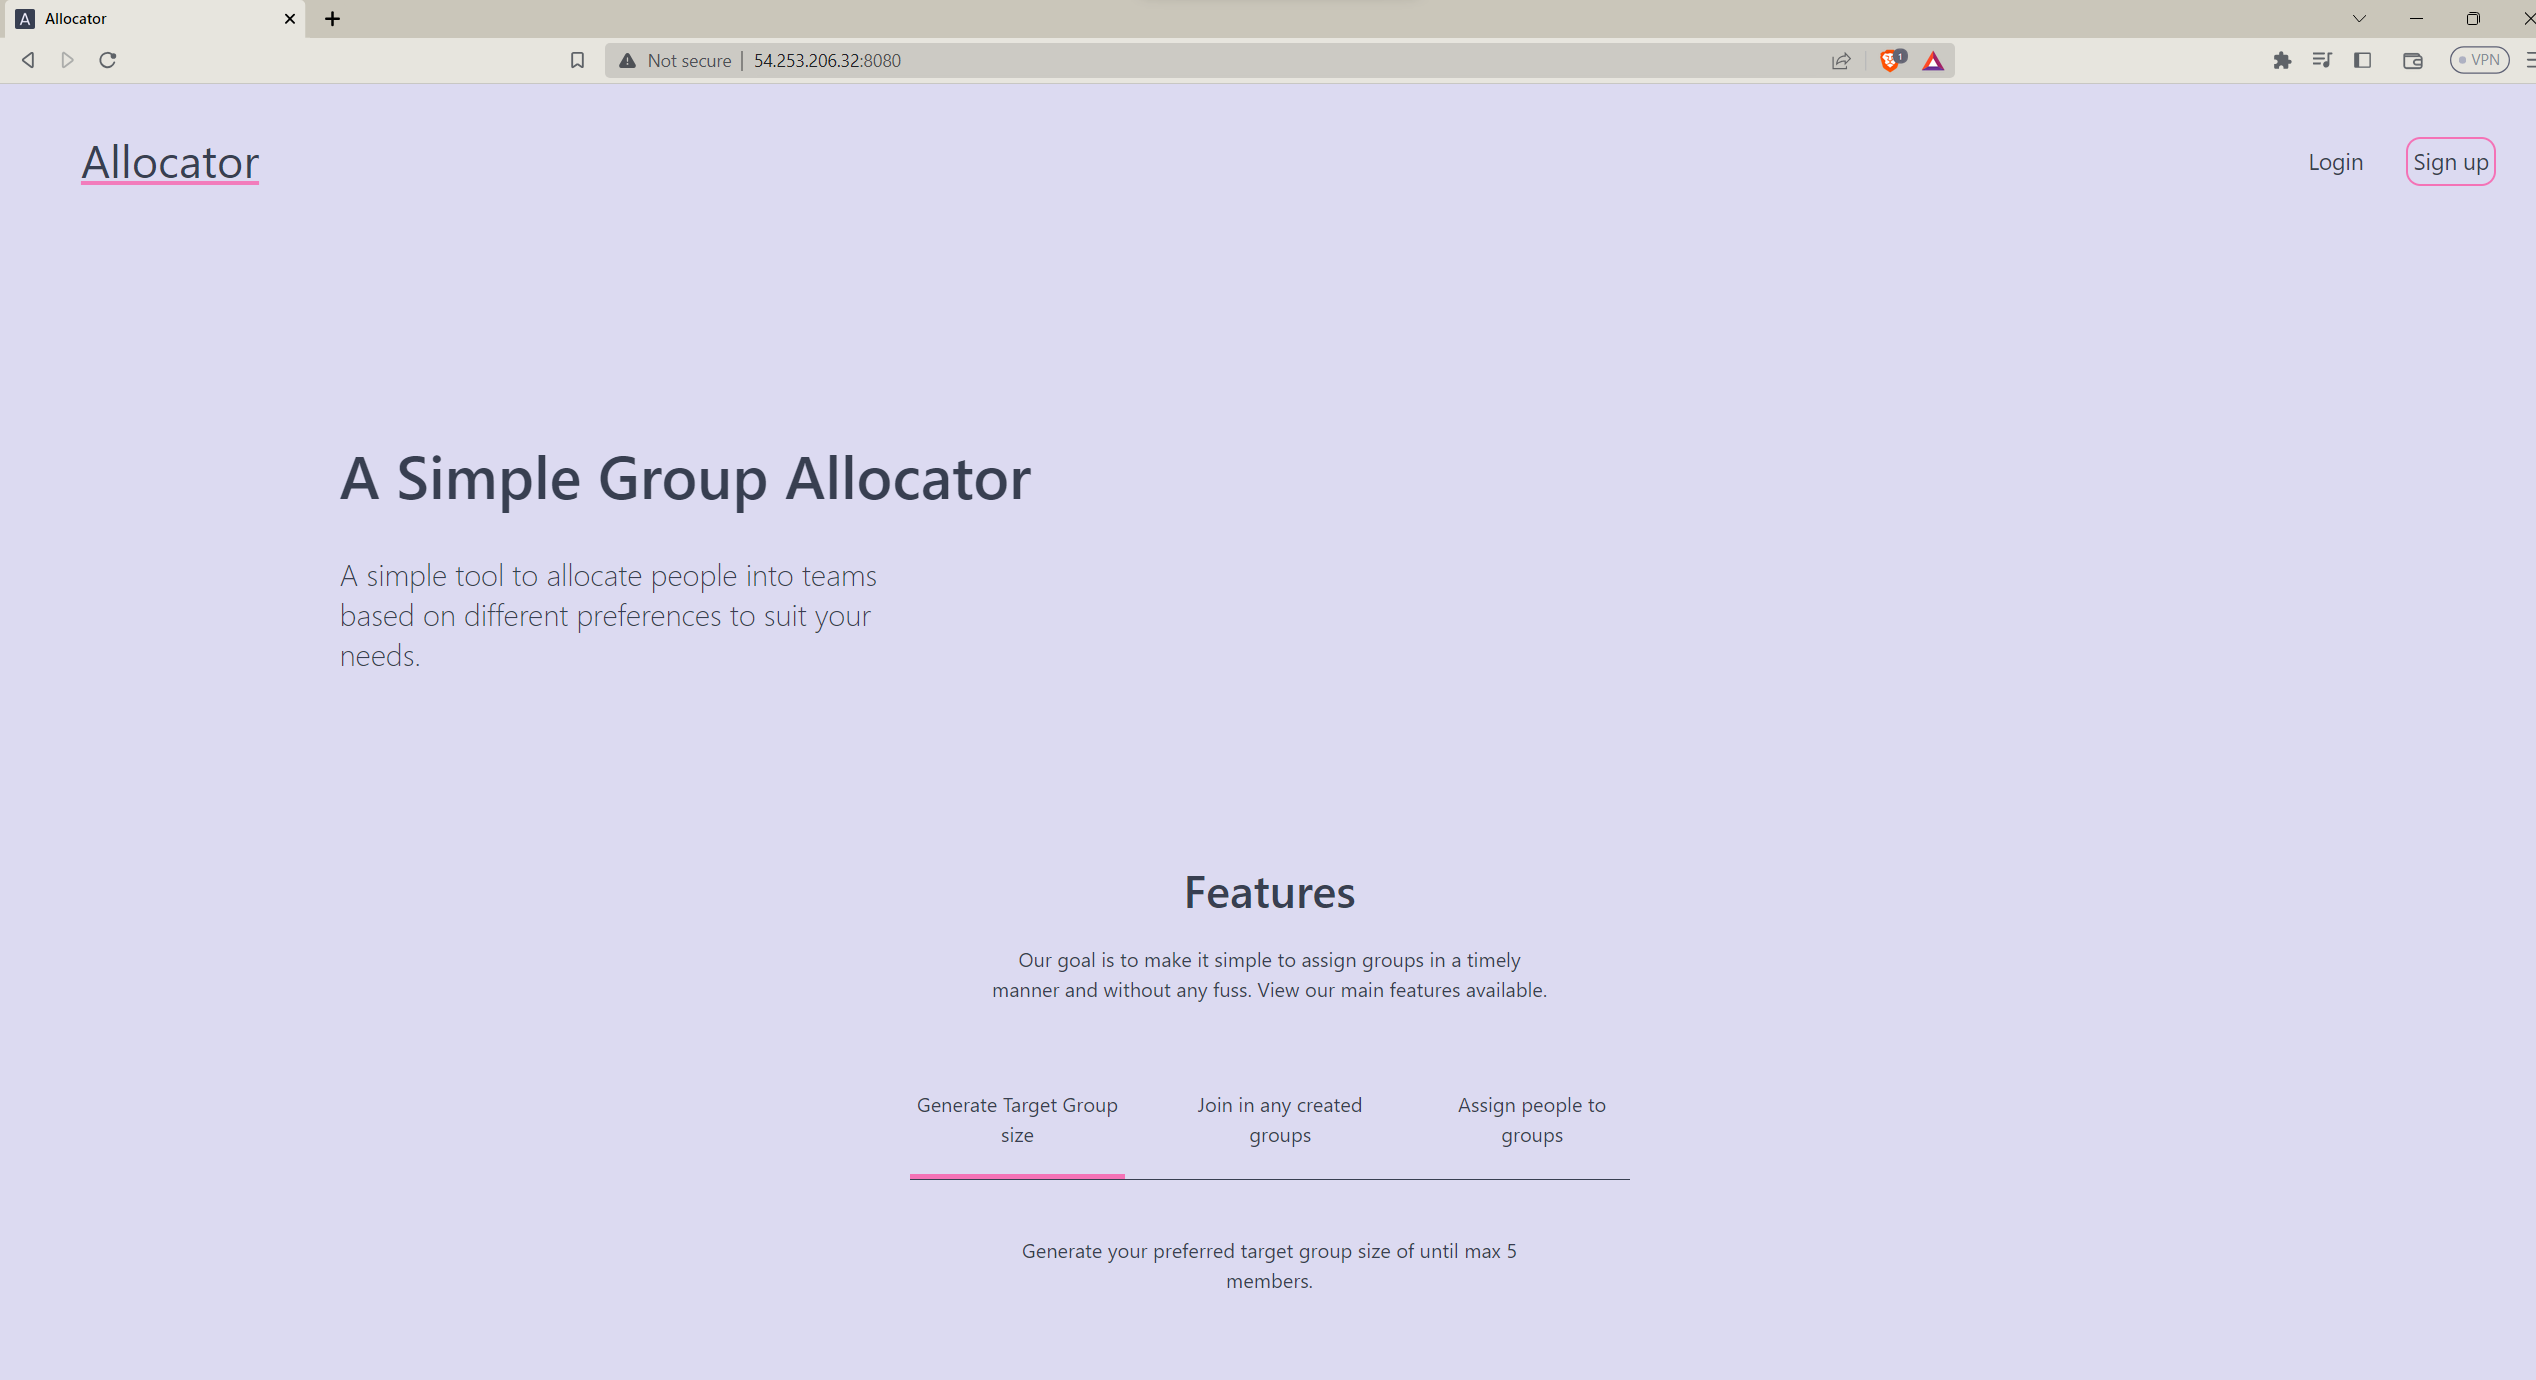 A Allocator
Not secure 54.253.206.32:8080
1
VPN
Allocator
Login
Sign up
A Simple Group Allocator
A simple tool to allocate people into teams
based on different preferences to suit your
needs.
Features
Our goal is to make it simple to assign groups in a timely
manner and without any fuss. View our main features available.
Generate Target Group
size
Join in any created
groups
Assign people to
groups
Generate your preferred target group size of until max 5
members.